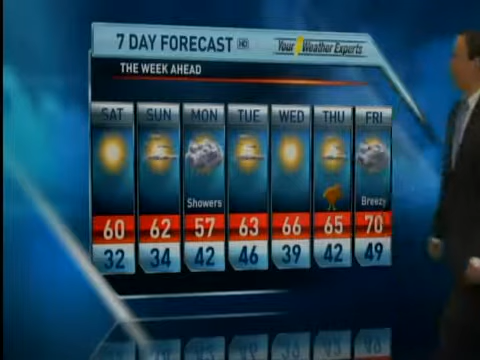 7 DAY FORECAST HD
Your Weather Experts
THE WEEK AHEAD
SAT SUN MON TUE WED THU FRI
Showers Breezy
60 62 57 63 66 65 70
32 34 42 46 39 42 49